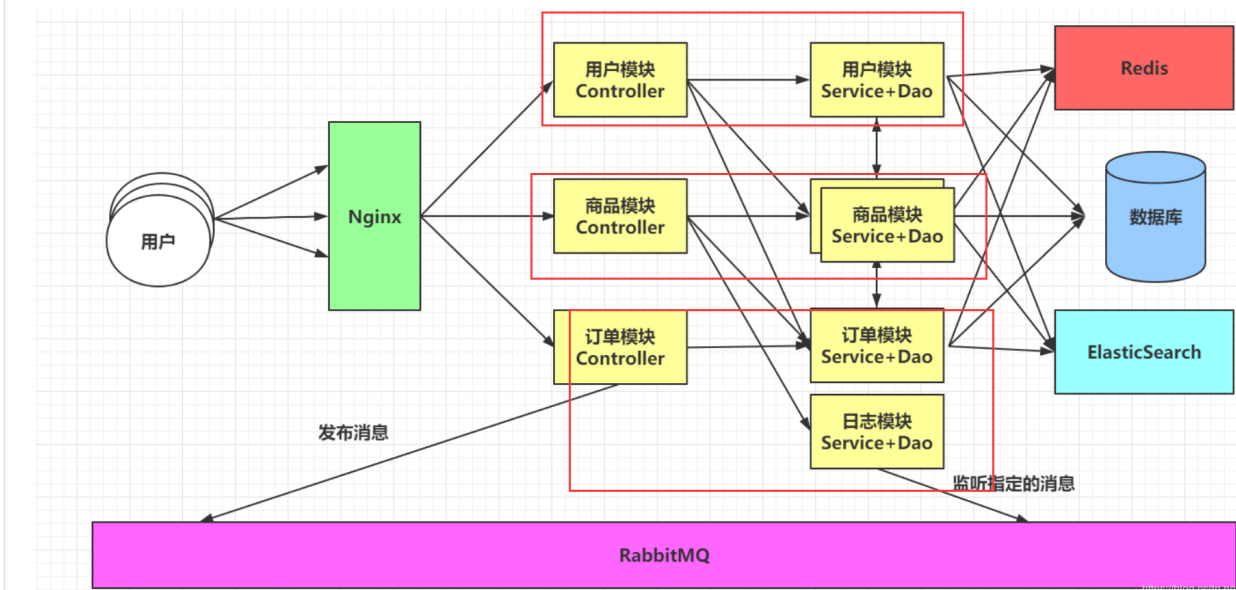 用户
Nginx
用户模块
Controller
用户模块
Service+Dao
Redis
商品模块
Controller
商品模块
Service+Dao
数据库
订单模块
Controller
订单模块
Service+Dao
ElasticSearch
日志模块
Service+Dao
发布消息
监听指定的消息
RabbitMQ